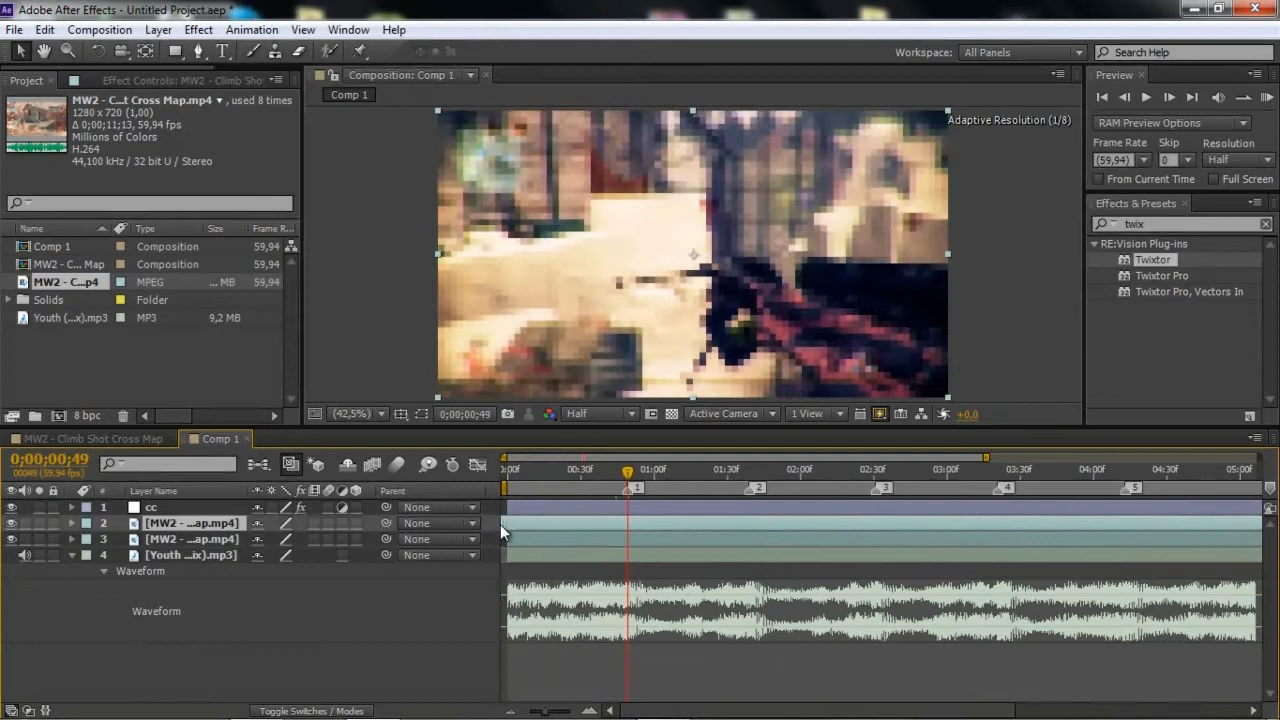 Adobe After Effects - Untitled Project.aep *
File Edit Composition Layer Effect Animation View Window Help
Workspace: All Panels Search Help
Project Effect Controls: MW2 - Climb Sho
MW2 - C...t Cross Map.mp4 , used 8 times
1280 x 720 (1,00)
Δ 0;00;11;13, 59,94 fps
Millions of Colors
H.264
44,100 kHz / 32 bit U / Stereo
Name Type Size Frame R...
Comp 1 Composition 59,94
MW2 - C... Map Composition 59,94
MW2 - C...p4 MPEG ... MB 59,94
Solids Folder
Youth (...x).mp3 MP3 9,2 MB
8 bpc
Composition: Comp 1
Comp 1
Adaptive Resolution (1/8)
(42,5%) 0;00;00;49 Half Active Camera 1 View +0,0
Preview
RAM Preview Options
Frame Rate Skip Resolution
(59,94) 0 Half
From Current Time Full Screen
Effects & Presets
twix
RE:Vision Plug-ins
Twixtor
Twixtor Pro
Twixtor Pro, Vectors In
MW2 - Climb Shot Cross Map Comp 1
0;00;00;49
00049 (59.94 fps)
):00f 00:30f 01:00f 01:30f 02:00f 02:30f 03:00f 03:30f 04:00f 04:30f 05:00f
# Layer Name Parent
1 2 3 4 5
1 cc None
2 [MW2 - ...ap.mp4] None
3 [MW2 - ...ap.mp4] None
4 [Youth ...ix).mp3] None
Waveform
Waveform
Toggle Switches / Modes